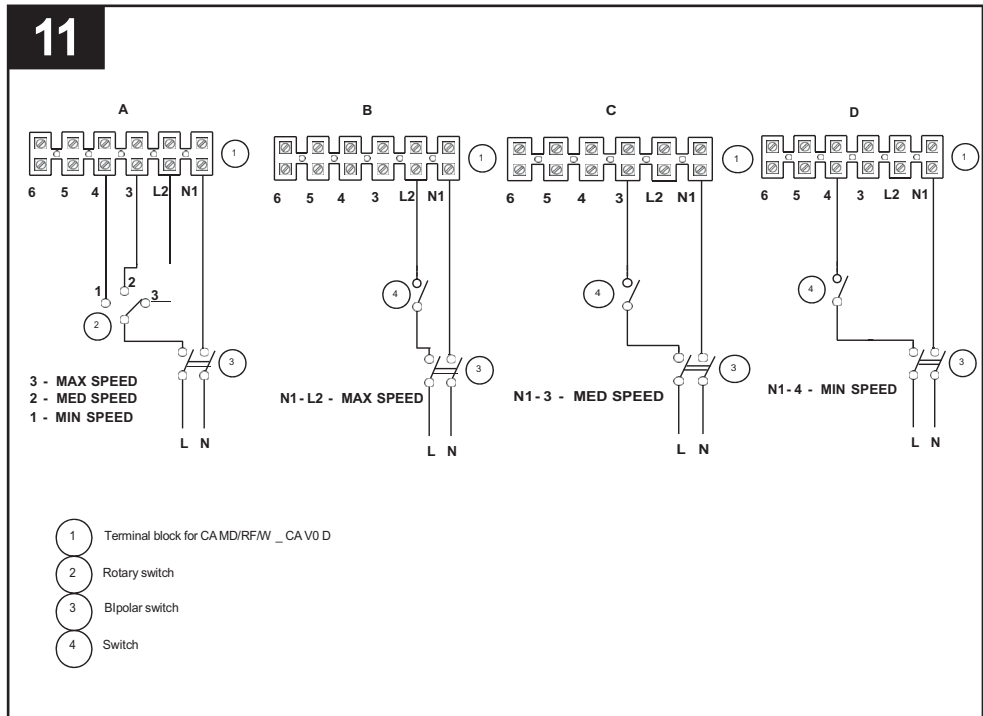 11
A B C D
1 1 1 1
6 5 4 3 L2 N1 6 5 4 3 L2 N1 6 5 4 3 L2 N1 6 5 4 3 L2 N1
1 2 3
2 3 4 3 4 3 4 3
3 - MAX SPEED
2 - MED SPEED
1 - MIN SPEED
L N
N1-L2 - MAX SPEED
L N
N1-3 - MED SPEED
L N
N1-4 - MIN SPEED
L N
1 Terminal block for CA MD/RF/W _ CA V0 D
2 Rotary switch
3 BIpolar switch
4 Switch